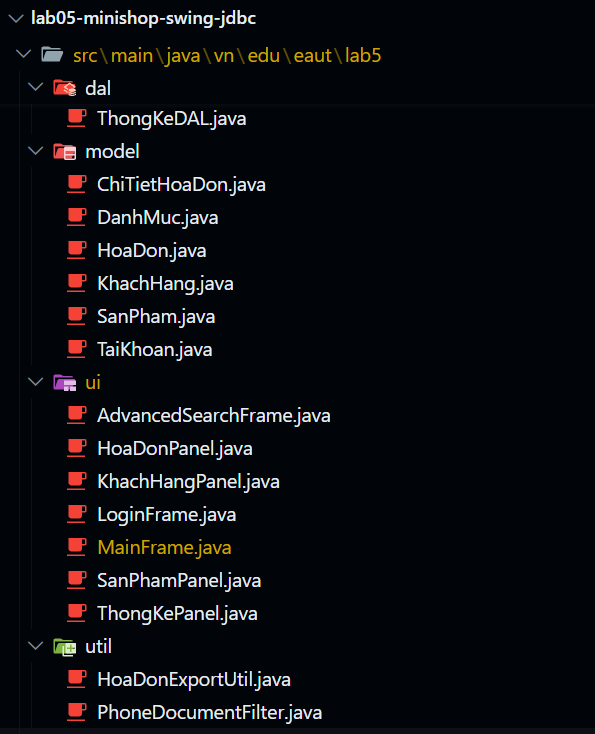 lab05-minishop-swing-jdbc
src\main\java\vn\edu\eaut\lab5
dal
ThongKeDAL.java
model
ChiTietHoaDon.java
DanhMuc.java
HoaDon.java
KhachHang.java
SanPham.java
TaiKhoan.java
ui
AdvancedSearchFrame.java
HoaDonPanel.java
KhachHangPanel.java
LoginFrame.java
MainFrame.java
SanPhamPanel.java
ThongKePanel.java
util
HoaDonExportUtil.java
PhoneDocumentFilter.java